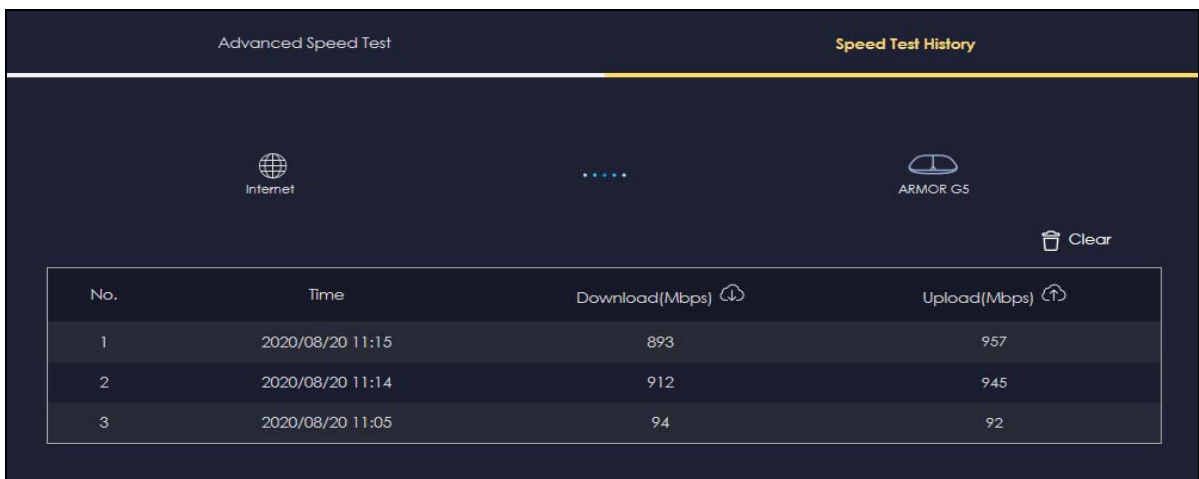 Advanced Speed Test Speed Test History
Internet ARMOR G5
Clear
No. Time Download(Mbps) Upload(Mbps)
1 2020/08/20 11:15 893 957
2 2020/08/20 11:14 912 945
3 2020/08/20 11:05 94 92